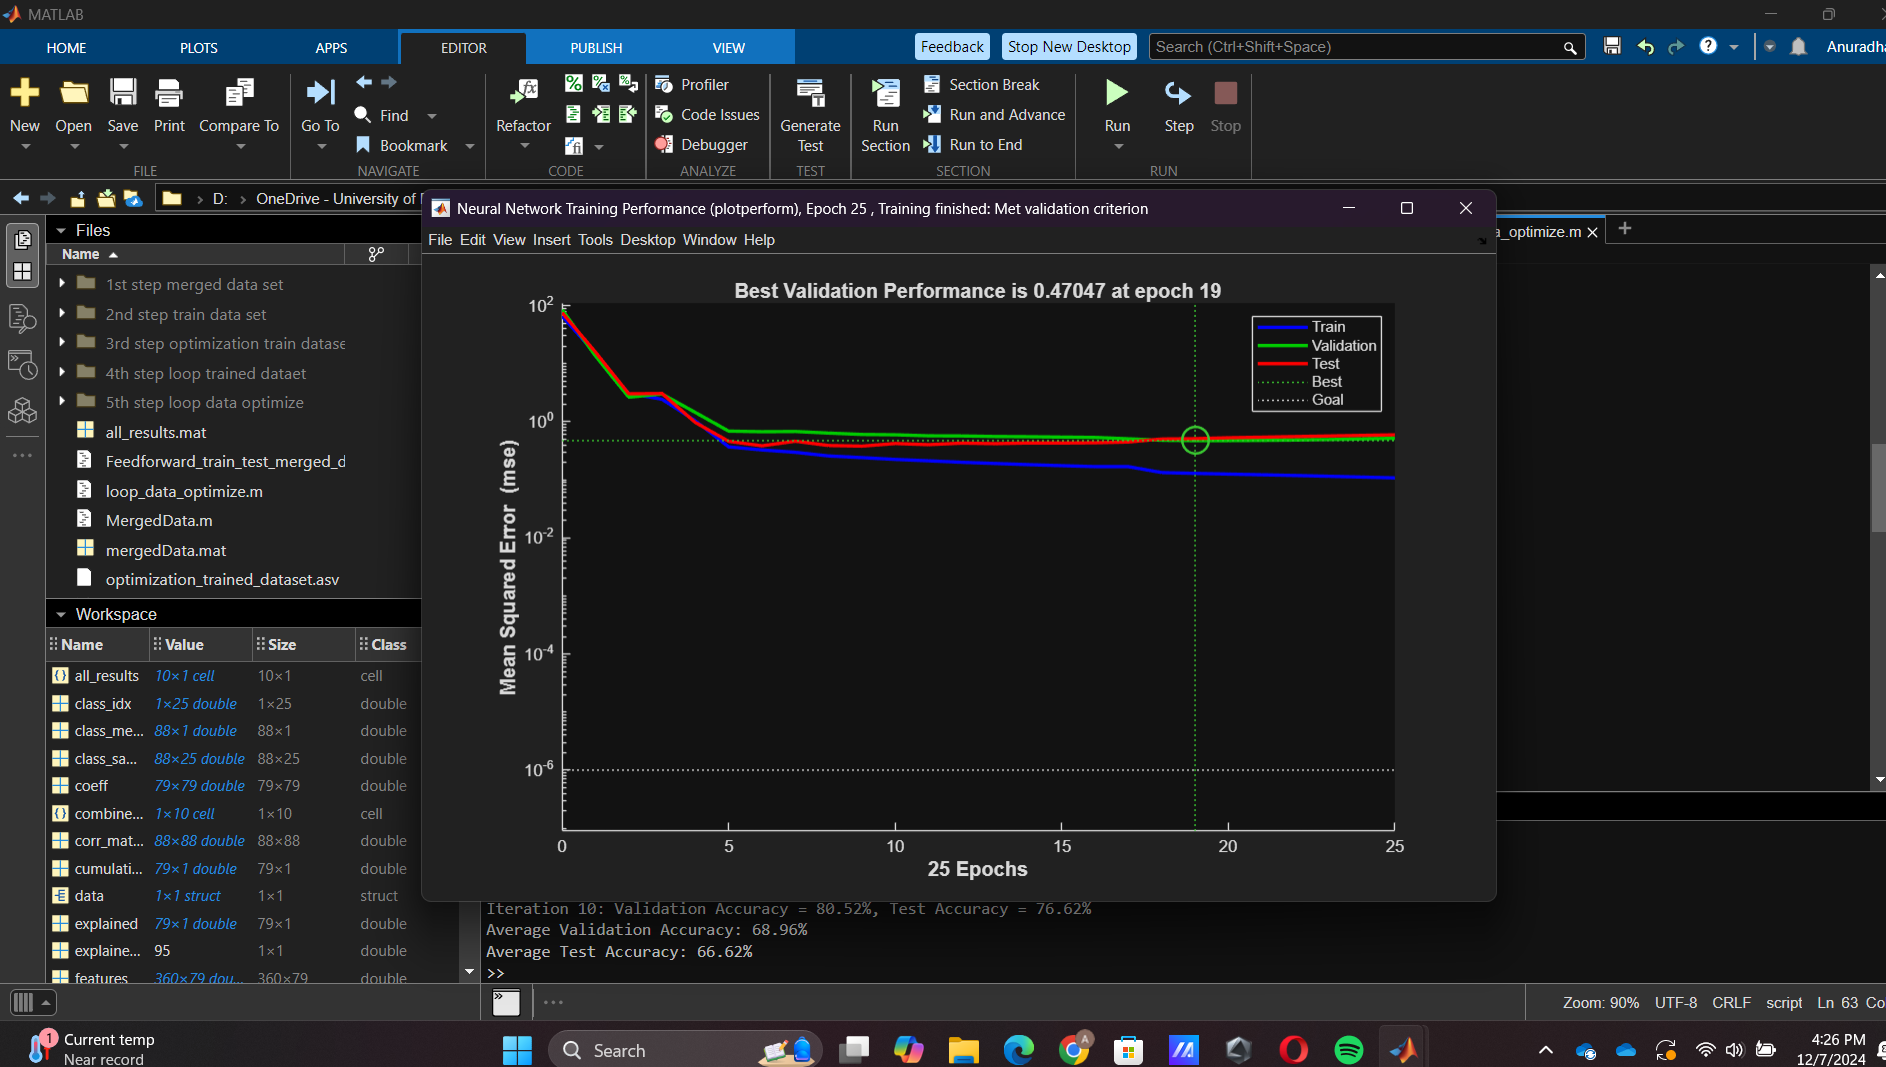 MATLAB
HOME PLOTS APPS EDITOR PUBLISH VIEW Feedback Stop New Desktop Search (Ctrl+Shift+Space)
New Open Save Print Compare To Go To Find Bookmark Refactor Profiler Code Issues Debugger Generate Test Run Section Section Break Run and Advance Run to End Run Step Stop
FILE NAVIGATE CODE ANALYZE TEST SECTION RUN
D: OneDrive - University of
Neural Network Training Performance (plotperform), Epoch 25 , Training finished: Met validation criterion
_optimize.m
File Edit View Insert Tools Desktop Window Help
Files
Name
1st step merged data set
2nd step train data set
3rd step optimization train datase
4th step loop trained dataet
5th step loop data optimize
all_results.mat
Feedforward_train_test_merged_d
loop_data_optimize.m
MergedData.m
mergedData.mat
optimization_trained_dataset.asv
Workspace
Name Value Size Class
all_results 10×1 cell 10×1 cell
class_idx 1×25 double 1×25 double
class_me... 88×1 double 88×1 double
class_sa... 88×25 double 88×25 double
coeff 79×79 double 79×79 double
combine... 1×10 cell 1×10 cell
corr_mat... 88×88 double 88×88 double
cumulati... 79×1 double 79×1 double
data 1×1 struct 1×1 struct
explained 79×1 double 79×1 double
explaine... 95 1×1 double
features 360×79 dou... 360×79 double
Best Validation Performance is 0.47047 at epoch 19
Train
Validation
Test
Best
Goal
Mean Squared Error (mse)
10² 10⁰ 10⁻² 10⁻⁴ 10⁻⁶
0 5 10 15 20 25
25 Epochs
Iteration 10: Validation Accuracy = 80.52%, Test Accuracy = 76.62%
Average Validation Accuracy: 68.96%
Average Test Accuracy: 66.62%
>>
Zoom: 90% UTF-8 CRLF script Ln 63 Co
1
Current temp
Near record
Search
A
4:26 PM
12/7/2024